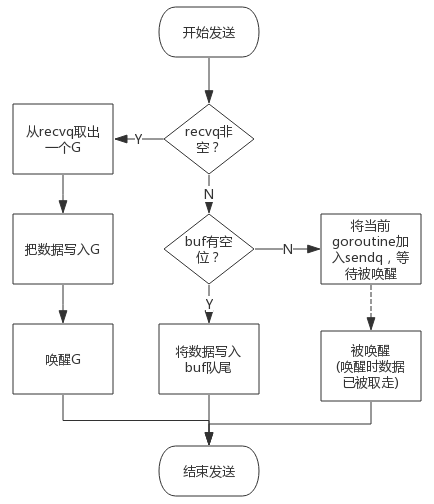 开始发送
recvq非
空？
Y
从recvq取出
一个G
N
把数据写入G
buf有空
位？
N
将当前
goroutine加
入sendq，等
待被唤醒
Y
唤醒G
将数据写入
buf队尾
被唤醒
(唤醒时数据
已被取走)
结束发送